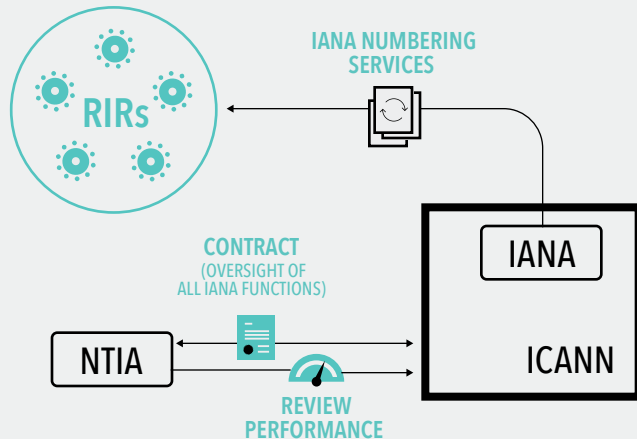 IANA NUMBERING
SERVICES
RIRs
IANA
CONTRACT
(OVERSIGHT OF
ALL IANA FUNCTIONS)
NTIA
ICANN
REVIEW
PERFORMANCE